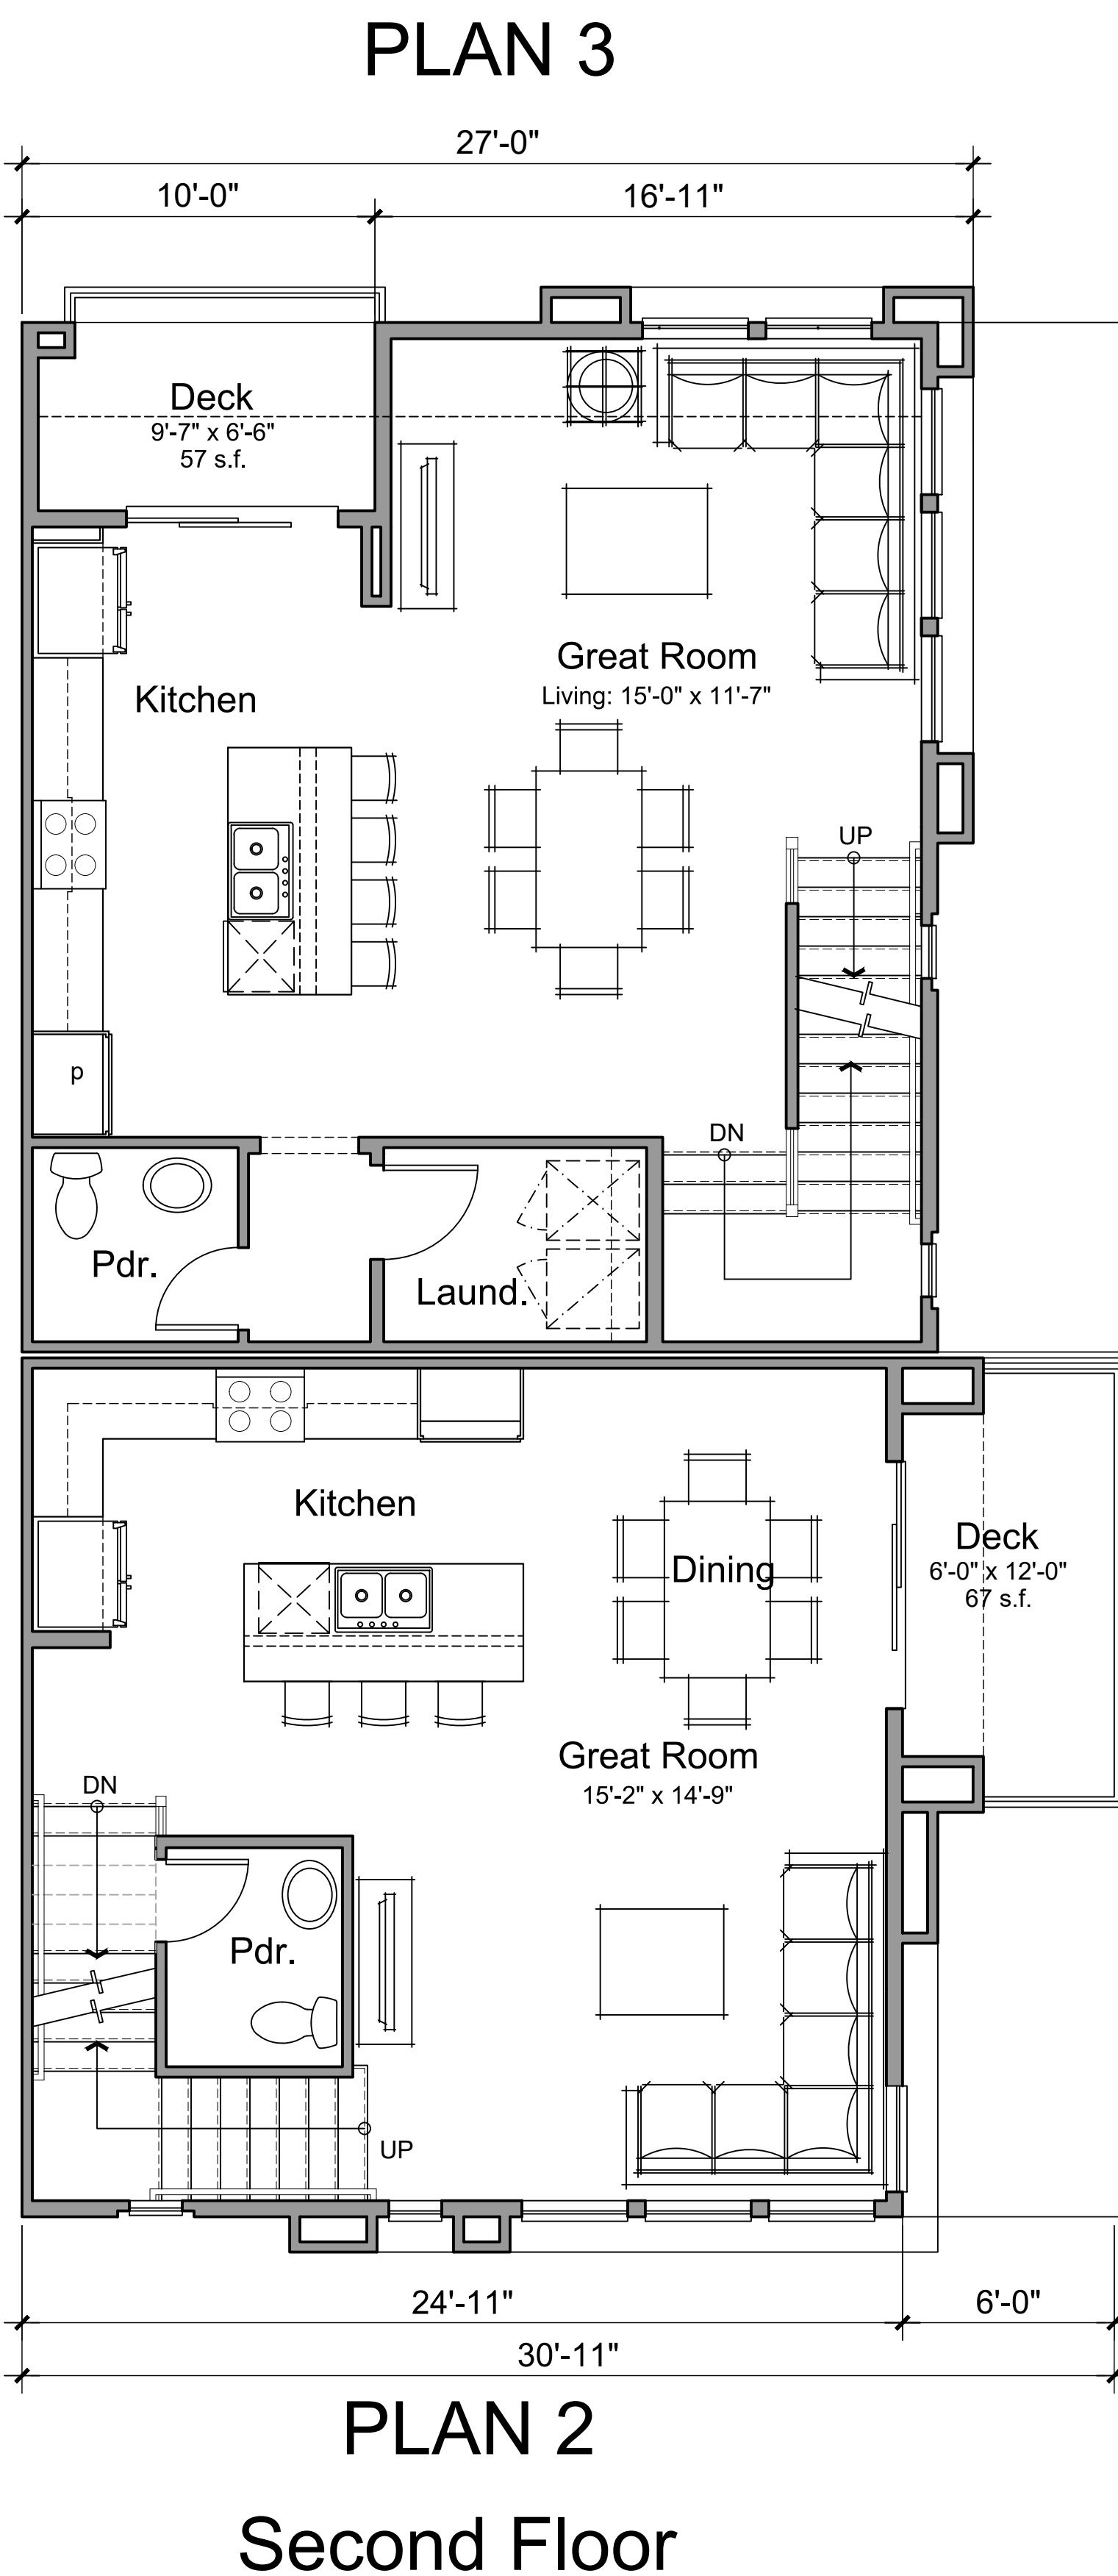 PLAN 3
27'-0"
10'-0"
16'-11"
Deck
9'-7" x 6'-6"
57 s.f.
Great Room
Living: 15'-0" x 11'-7"
Kitchen
UP
p
DN
Pdr.
Laund.
Kitchen
Dining
Deck
6'-0" x 12'-0"
67 s.f.
Great Room
15'-2" x 14'-9"
DN
Pdr.
UP
24'-11"
6'-0"
30'-11"
PLAN 2
Second Floor